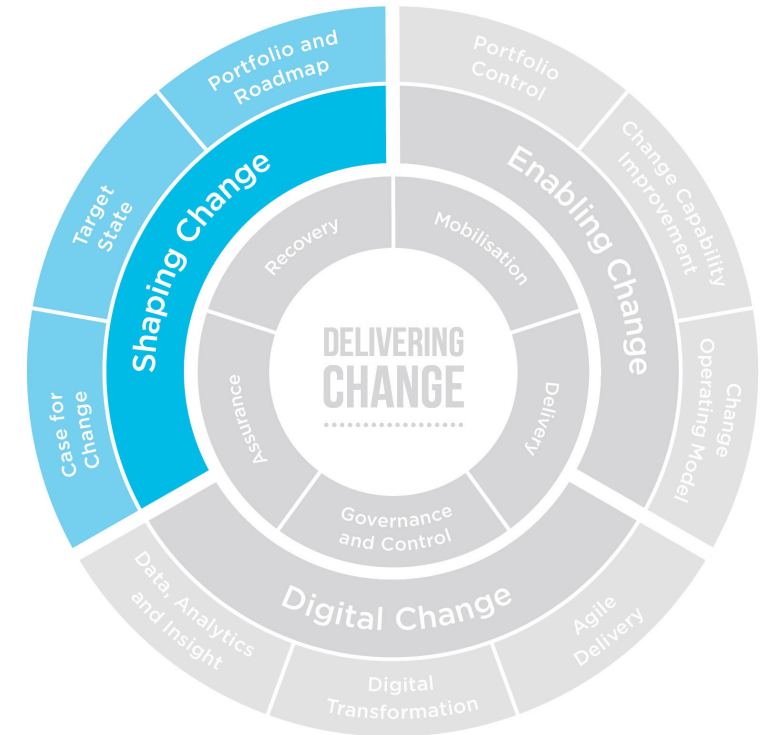 Portfolio and
Roadmap
Target
State
Case for
Change
Shaping Change
Portfolio
Control
Change Capability
Improvement
Change
Operating Model
Enabling Change
Data, Analytics
and Insight
Digital
Transformation
Agile
Delivery
Digital Change
Recovery
Mobilisation
Delivery
Governance
and Control
Assurance
DELIVERING
CHANGE